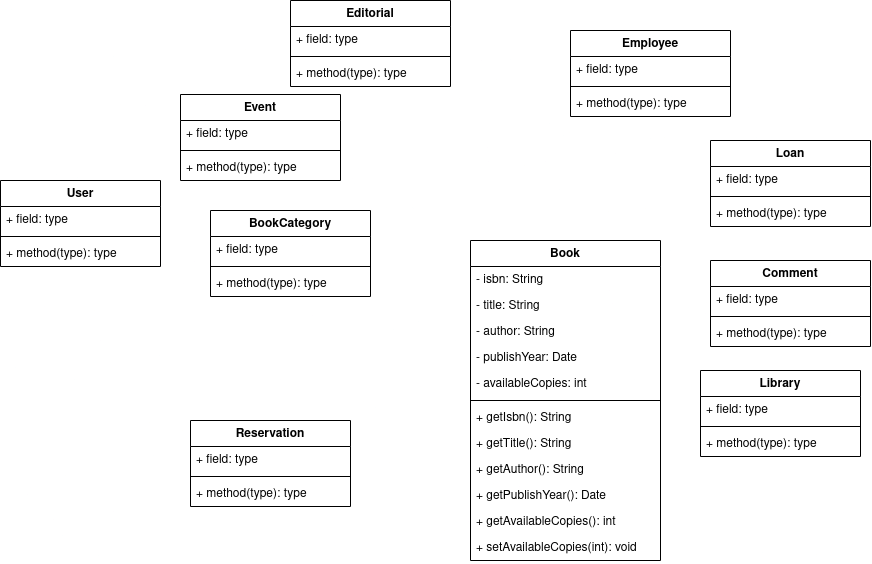 Editorial
+ field: type
+ method(type): type
Employee
+ field: type
+ method(type): type
Event
+ field: type
+ method(type): type
Loan
+ field: type
+ method(type): type
User
+ field: type
+ method(type): type
BookCategory
+ field: type
+ method(type): type
Book
- isbn: String
- title: String
- author: String
- publishYear: Date
- availableCopies: int
+ getIsbn(): String
+ getTitle(): String
+ getAuthor(): String
+ getPublishYear(): Date
+ getAvailableCopies(): int
+ setAvailableCopies(int): void
Comment
+ field: type
+ method(type): type
Library
+ field: type
+ method(type): type
Reservation
+ field: type
+ method(type): type